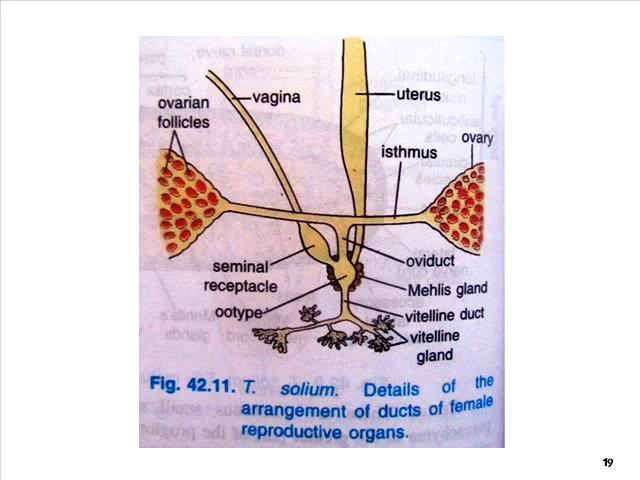 vagina
uterus
ovarian
follicles
ovary
isthmus
seminal
receptacle
oviduct
Mehlis gland
ootype
vitelline duct
vitelline
gland
Fig. 42.11. T. solium. Details of the
arrangement of ducts of female
reproductive organs.
19